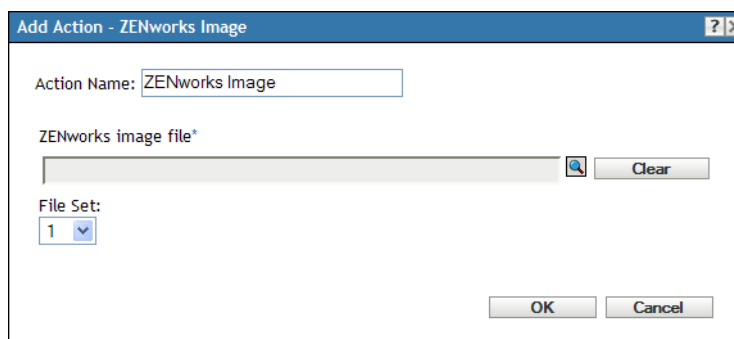 Add Action - ZENworks Image
?
Action Name: ZENworks Image
ZENworks image file*
Clear
File Set:
1
OK Cancel